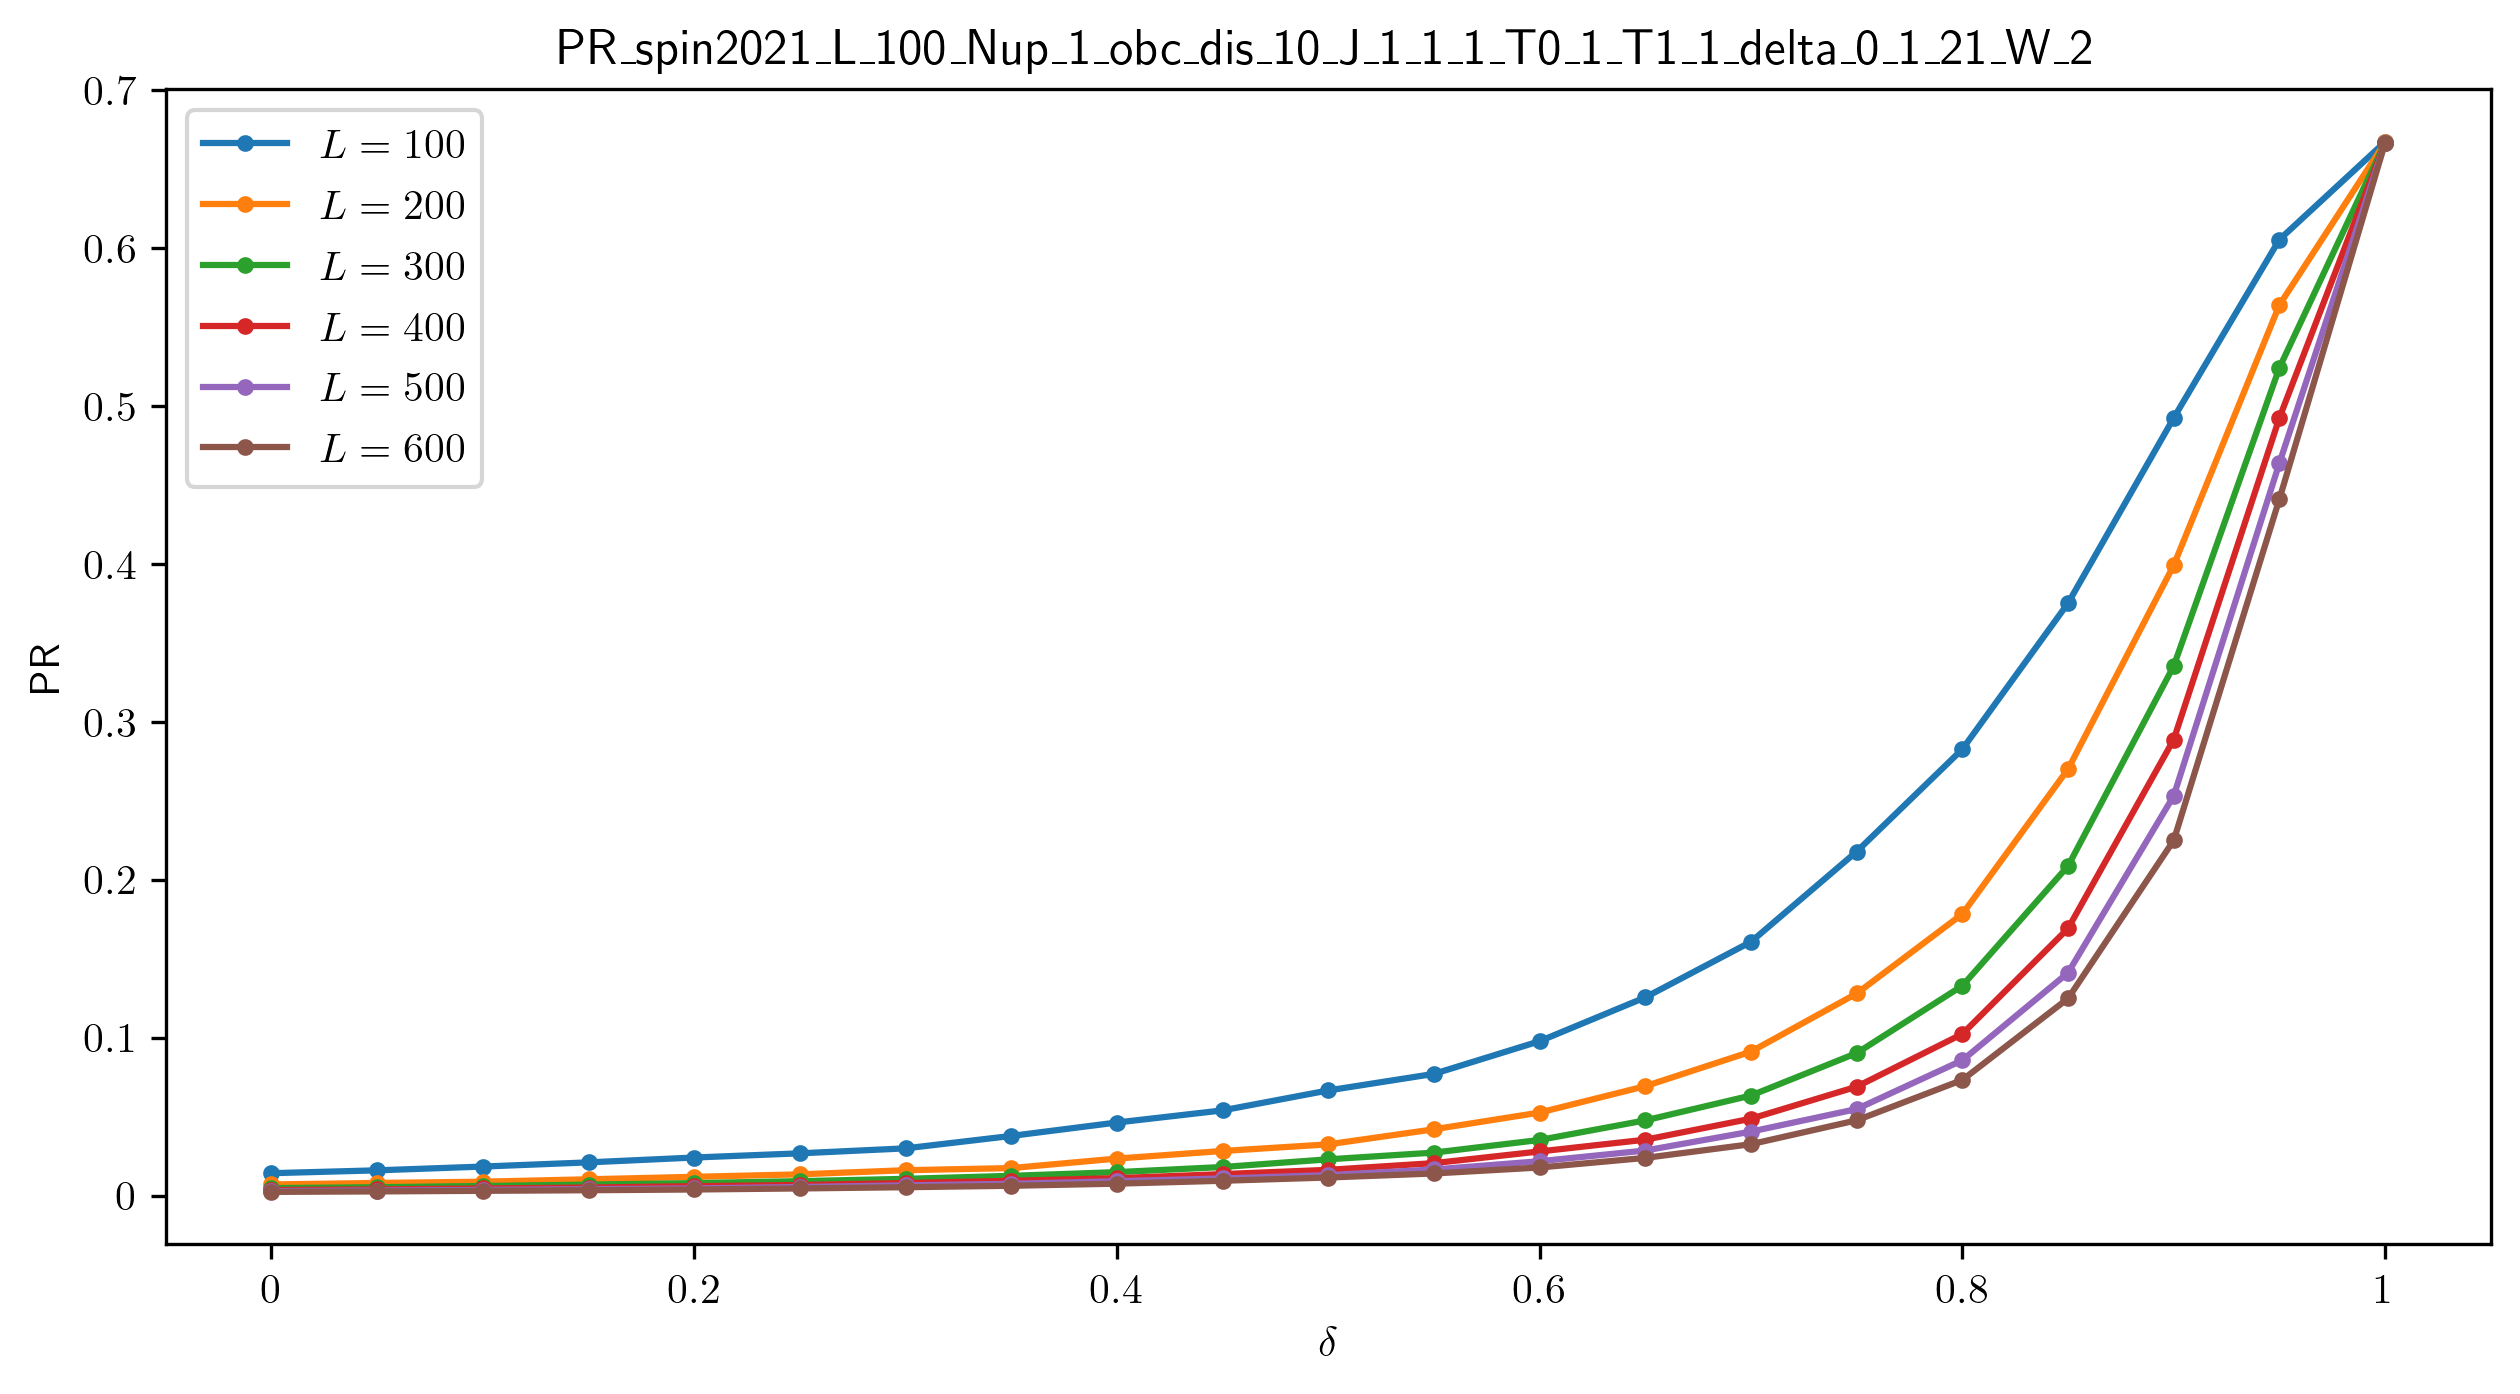 PR_spin2021_L_100_Nup_1_obc_dis_10_J_1_1_1_T0_1_T1_1_delta_0_1_21_W_2
L = 100
L = 200
L = 300
L = 400
L = 500
L = 600
0.7
0.6
0.5
0.4
0.3
0.2
0.1
0
PR
0 0.2 0.4 0.6 0.8 1
δ